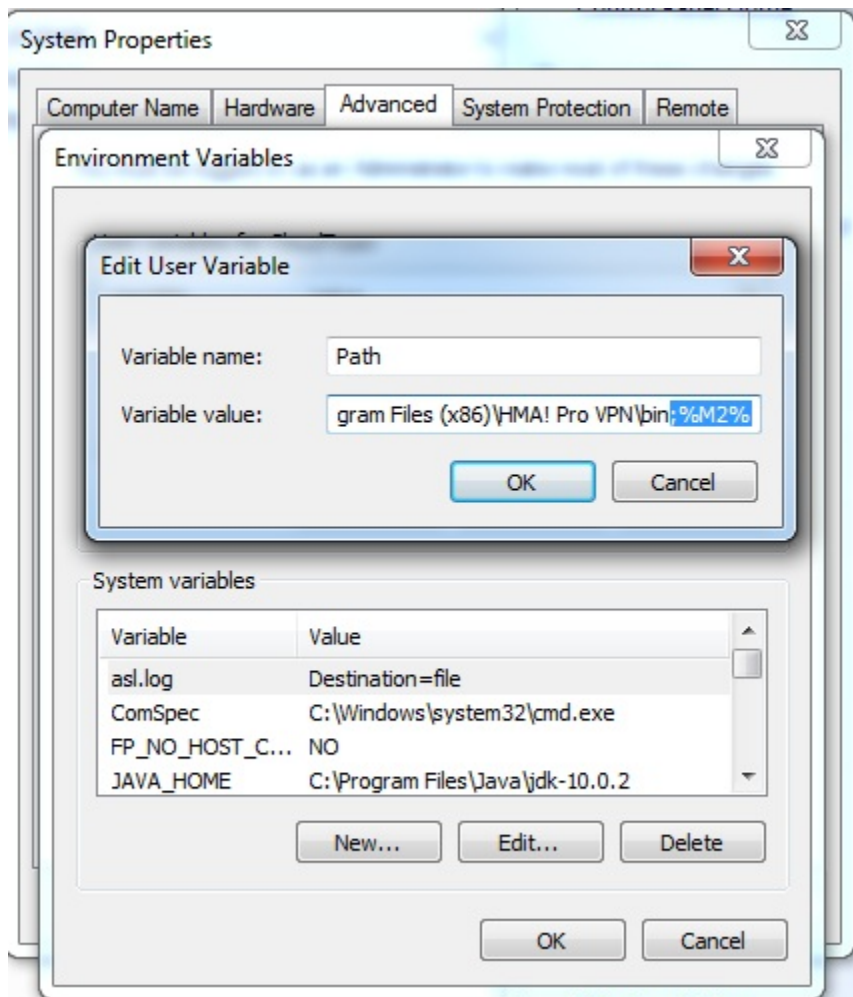 System Properties
Computer Name Hardware Advanced System Protection Remote
Environment Variables
Edit User Variable
Variable name: Path
Variable value: gram Files (x86)\HMA! Pro VPN\bin;%M2%
OK Cancel
System variables
Variable Value
asl.log Destination=file
ComSpec C:\Windows\system32\cmd.exe
FP_NO_HOST_C... NO
JAVA_HOME C:\Program Files\Java\jdk-10.0.2
New... Edit... Delete
OK Cancel